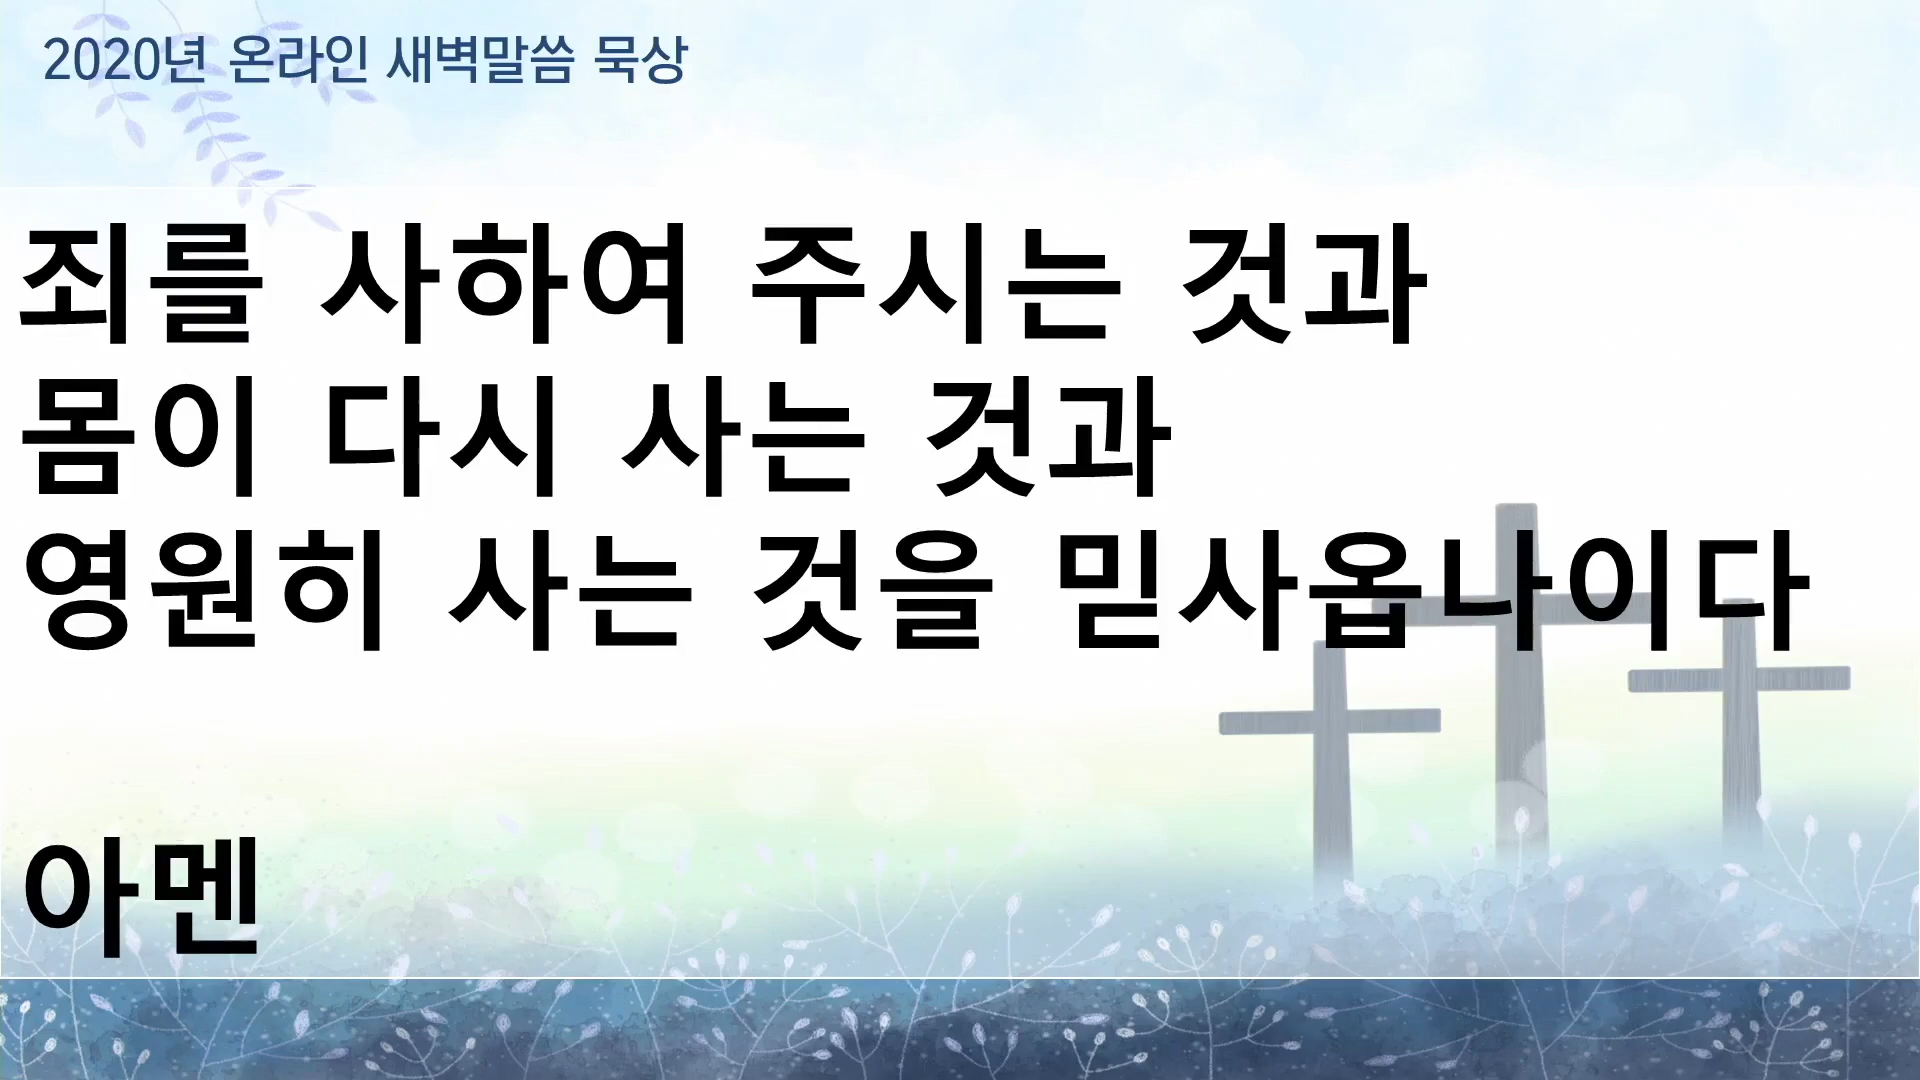 2020년 온라인 새벽말씀 묵상
죄를 사하여 주시는 것과
몸이 다시 사는 것과
영원히 사는 것을 믿사옵나이다
아멘